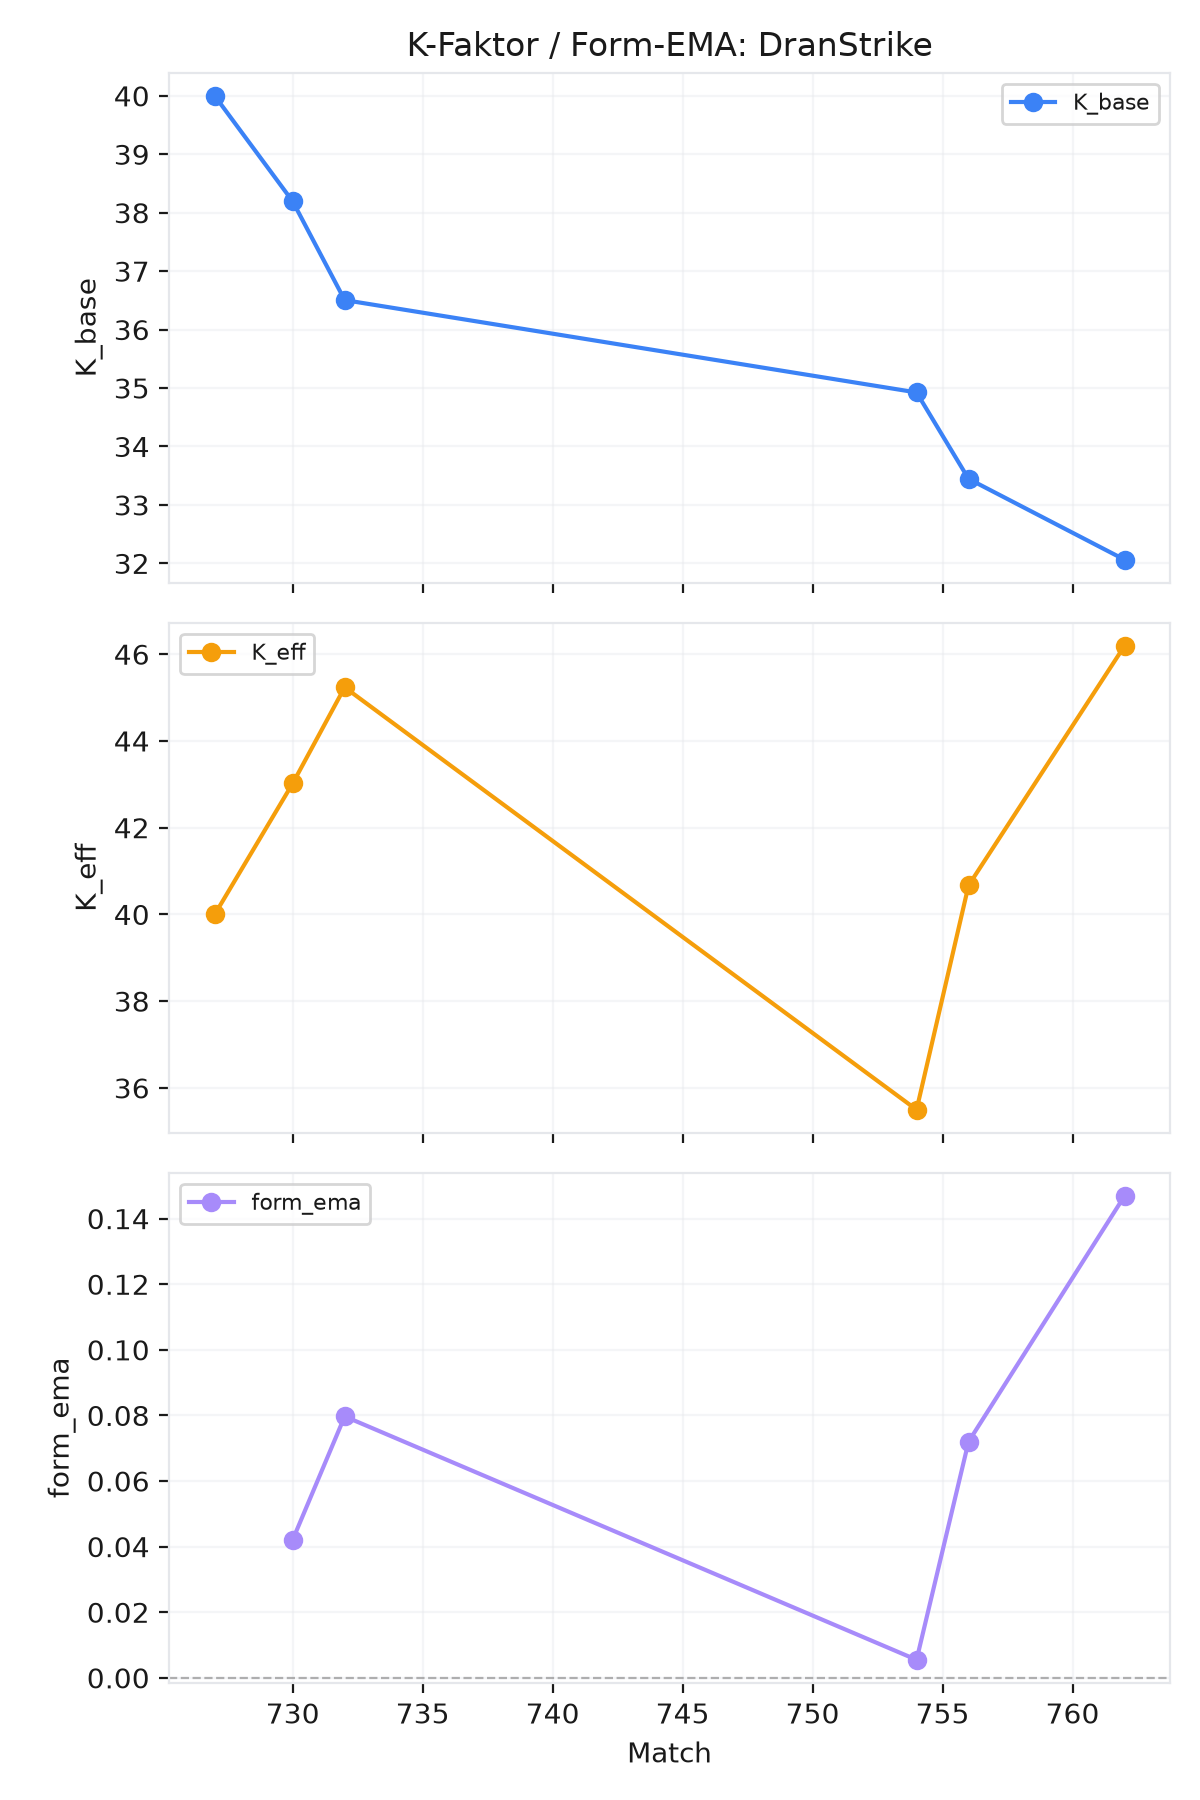 K-Faktor / Form-EMA: DranStrike
K_base
K_base
40
39
38
37
36
35
34
33
32
K_eff
K_eff
46
44
42
40
38
36
form_ema
form_ema
0.14
0.12
0.10
0.08
0.06
0.04
0.02
0.00
730 735 740 745 750 755 760
Match